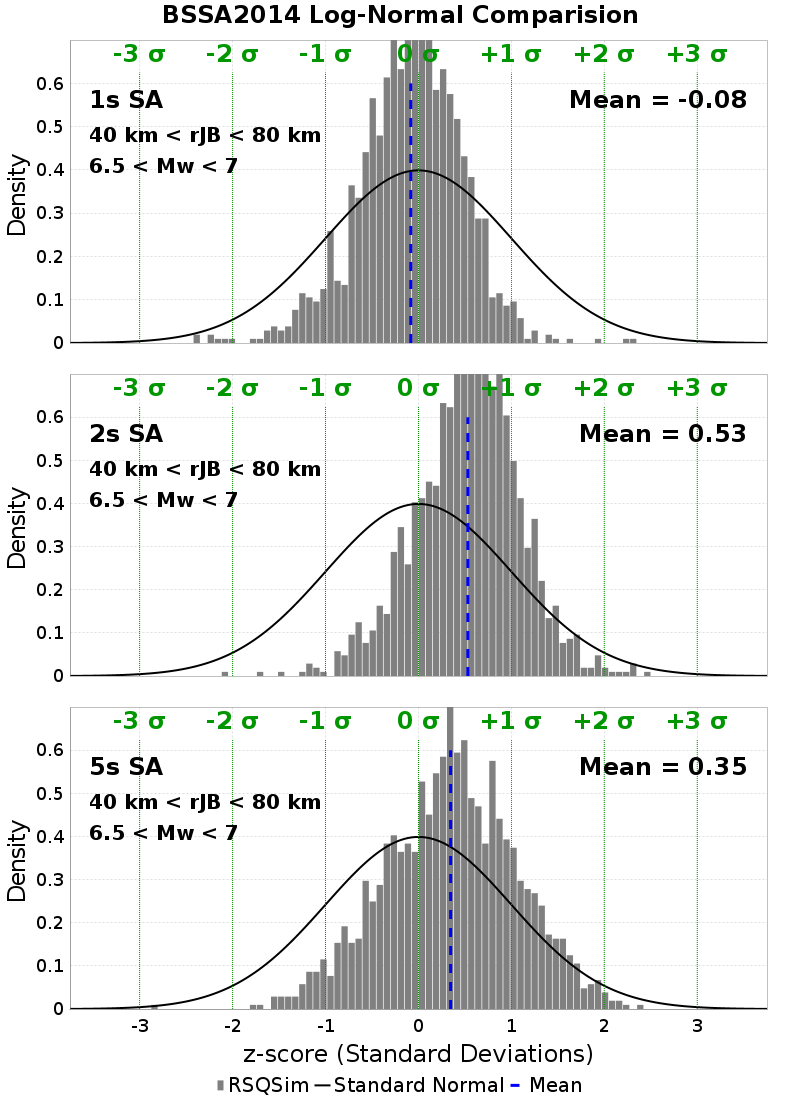 BSSA2014 Log-Normal Comparision
-3 σ -2 σ -1 σ 0 σ +1 σ +2 σ +3 σ
0.6
1s SA Mean = -0.08
0.5
40 km < rJB < 80 km
6.5 < Mw < 7
0.4
0.3
0.2
0.1
0
Density
-3 σ -2 σ -1 σ 0 σ +1 σ +2 σ +3 σ
0.6
2s SA Mean = 0.53
0.5
40 km < rJB < 80 km
6.5 < Mw < 7
0.4
0.3
0.2
0.1
0
Density
-3 σ -2 σ -1 σ 0 σ +1 σ +2 σ +3 σ
0.6
5s SA Mean = 0.35
0.5
40 km < rJB < 80 km
6.5 < Mw < 7
0.4
0.3
0.2
0.1
0
Density
-3 -2 -1 0 1 2 3
z-score (Standard Deviations)
RSQSim Standard Normal Mean